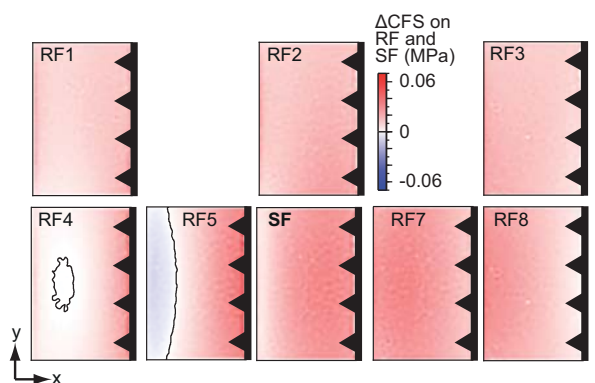 RF1
RF2
ΔCFS on
RF and
SF (MPa)
0.06
0
-0.06
RF3
RF4
RF5
SF
RF7
RF8
y
x